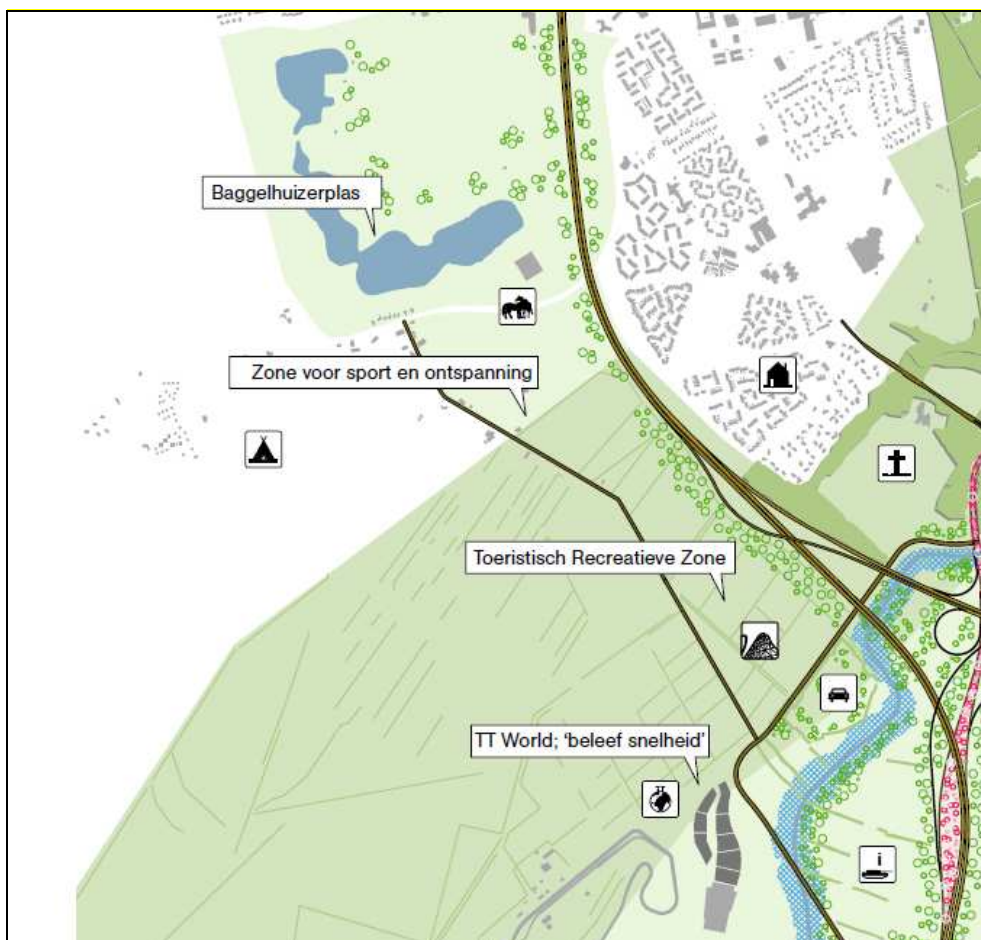 Baggelhuizerplas
Zone voor sport en ontspanning
Toeristisch Recreatieve Zone
TT World; ‘beleef snelheid’
i